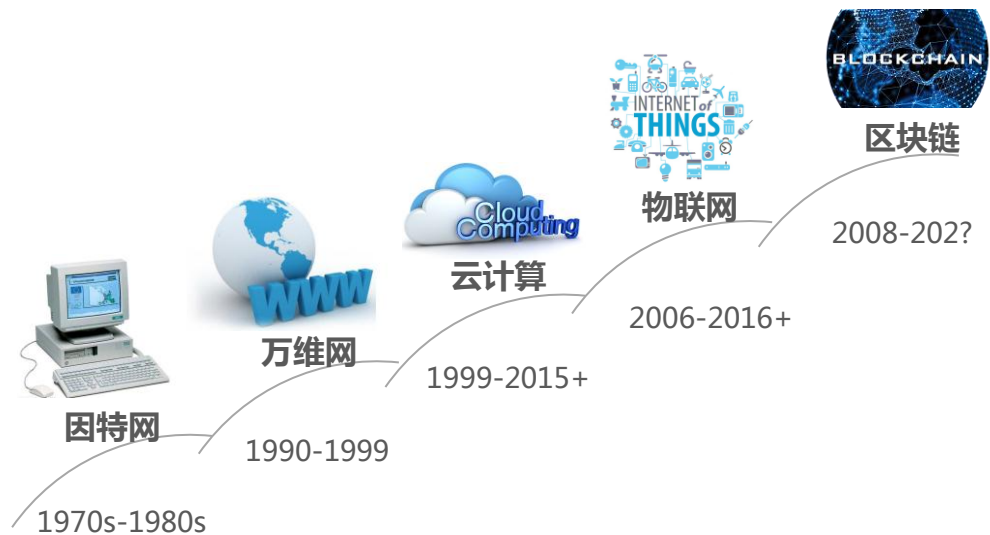 BLOCKCHAIN
区块链
2008-202?
INTERNET of
THINGS
物联网
2006-2016+
Cloud
Computing
云计算
1999-2015+
WWW
万维网
1990-1999
因特网
1970s-1980s